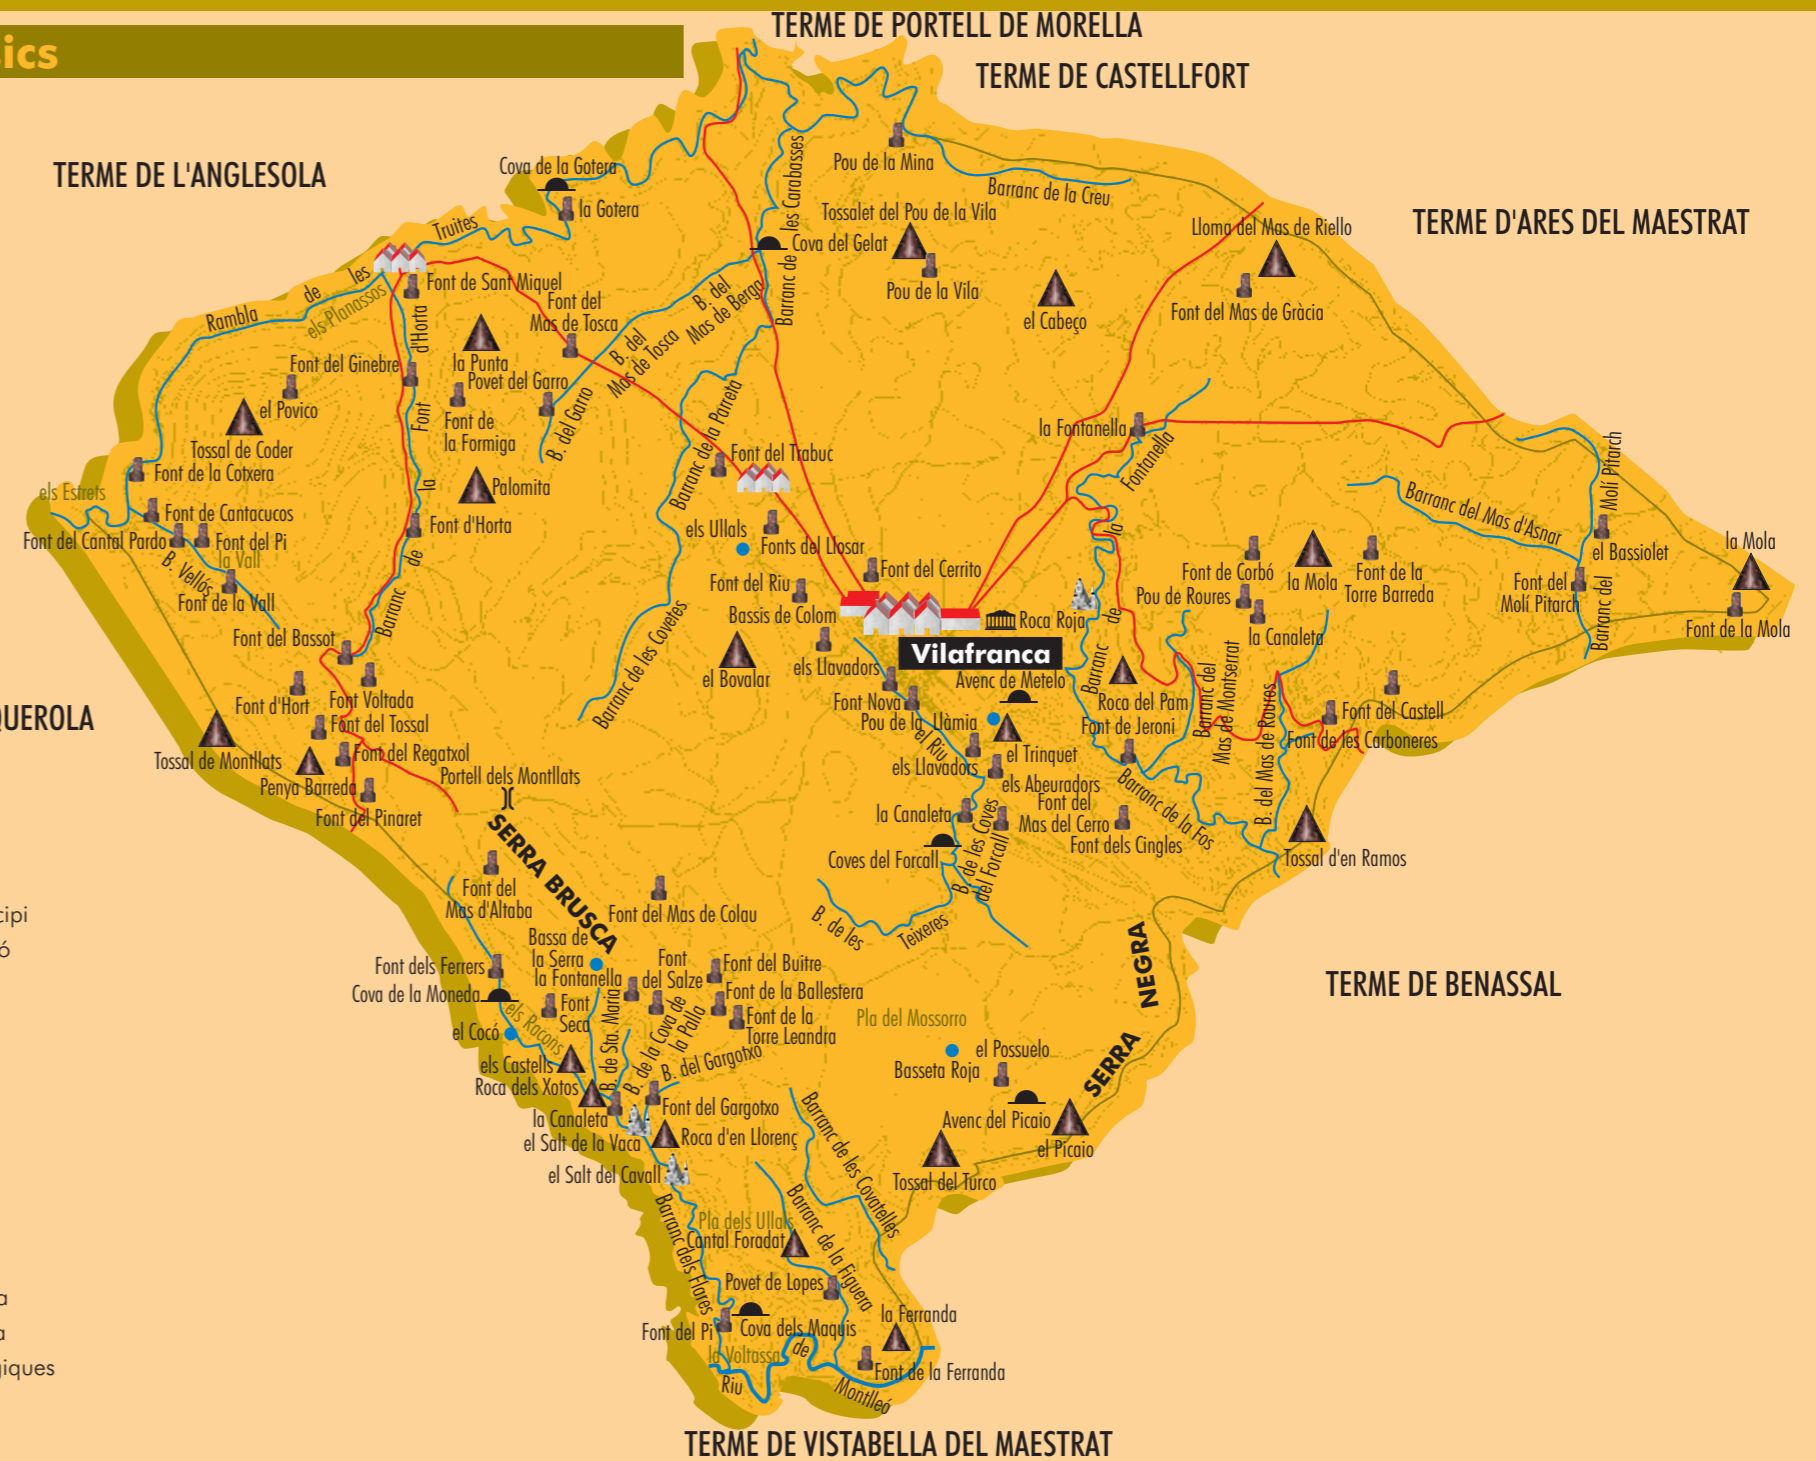 ics
TERME DE PORTELL DE MORELLA
TERME DE CASTELLFORT
TERME DE L'ANGLESOLA
TERME D'ARES DEL MAESTRAT
QUEROLA
TERME DE BENASSAL
TERME DE VISTABELLA DEL MAESTRAT
cipi
ó
a
a
giques
Cova de la Gotera
la Gotera
Truites
les
de
Rambla
els Planassos
Font de Sant Miquel
Font del
Mas de Tosca
d'Horta
Font
la
de
Barranc
la Punta
Povet del Garro
Font del Ginebre
el Povico
Tossal de Coder
Font de
la Formiga
B. del Garro
B. del
Mas de Tosca
B. del
Mas de Berga
Barranc de les Carabasses
Pou de la Mina
Barranc de la Creu
Tossalet del Pou de la Vila
Cova del Gelat
Pou de la Vila
el Cabeço
Lloma del Mas de Riello
Font del Mas de Gràcia
Font de la Cotxera
els Estrets
Font de Cantacucos
Font del Cantal Pardo
Font del Pi
la Vall
B. Vellós
Font de la Vall
Palomita
Font d'Horta
Barranc de la Parreta
Font del Trabuc
els Ullals
Fonts del Llosar
Font del Riu
Font del Cerrito
Bassis de Colom
els Llavadors
el Bovalar
Barranc de les Coveles
Roca Roja
Vilafranca
Avenc de Metelo
Font Nova
Pou de la Llàmia
el Riu
els Llavadors
el Trinquet
els Abeuradors
la Canaleta
Font del
Mas del Cerro
Font dels Cingles
Coves del Forcall
B. de les Coves
del Forcall
B. de les
Teixeres
la Fontanella
Fontanella
la
de
Barranc
Roca del Pam
Font de Jeroni
Barranc de la Fos
Barranc del
Mas de Montserrat
B. del Mas de Roures
Font de Corbó
Pou de Roures
la Canaleta
la Mola
Font de la
Torre Barreda
Barranc del Mas d'Asnar
Molí Pitarch
Barranc del
el Bassiolet
Font del
Molí Pitarch
la Mola
Font de la Mola
Font del Castell
Font de les Carboneres
Tossal d'en Ramos
Font del Bassot
Font d'Hort
Font Voltada
Font del Tossal
Tossal de Montllats
Font del Regatxol
Penya Barreda
Font del Pinaret
Portell dels Montllats
SERRA BRUSCA
Font del
Mas d'Altaba
Font del Mas de Colau
Bassa de
la Serra
la Fontanella
Font
del Salze
Font del Buitre
Font de la Ballestera
Font de la
Torre Leandra
Font dels Ferrers
Cova de la Moneda
Font
Seca
els Racons
el Cocó
els Castells
Roca dels Xotos
B. de Sta. Maria
B. de la Cova de
la Palla
B. del Gargotxo
Font del Gargotxo
la Canaleta
el Salt de la Vaca
Roca d'en Llorenç
el Salt del Cavall
Pla del Mossorro
el Possuelo
Basseta Roja
Avenc del Picaio
el Picaio
Tossal del Turco
SERRA
NEGRA
Barranc de les Covatelles
Barranc de la Figuera
Barranc dels Flares
Pla dels Ullals
Cantal Foradat
Povet de Lopes
Font del Pi
Cova dels Maquis
la Voltassa
la Ferranda
Font de la Ferranda
Riu
de
Montlleó